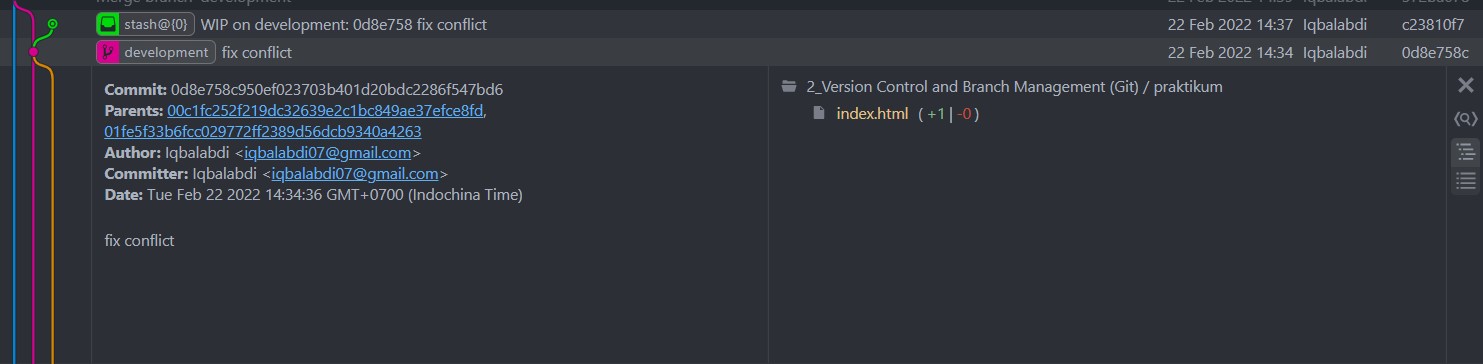 stash@{0} WIP on development: 0d8e758 fix conflict 22 Feb 2022 14:37 Iqbalabdi c23810f7
development fix conflict 22 Feb 2022 14:34 Iqbalabdi 0d8e758c
Commit: 0d8e758c950ef023703b401d20bdc2286f547bd6
Parents: 00c1fc252f219dc32639e2c1bc849ae37efce8fd,
01fe5f33b6fcc029772ff2389d56dcb9340a4263
Author: Iqbalabdi <iqbalabdi07@gmail.com>
Committer: Iqbalabdi <iqbalabdi07@gmail.com>
Date: Tue Feb 22 2022 14:34:36 GMT+0700 (Indochina Time)
fix conflict
2_Version Control and Branch Management (Git) / praktikum
index.html ( +1 | -0 )